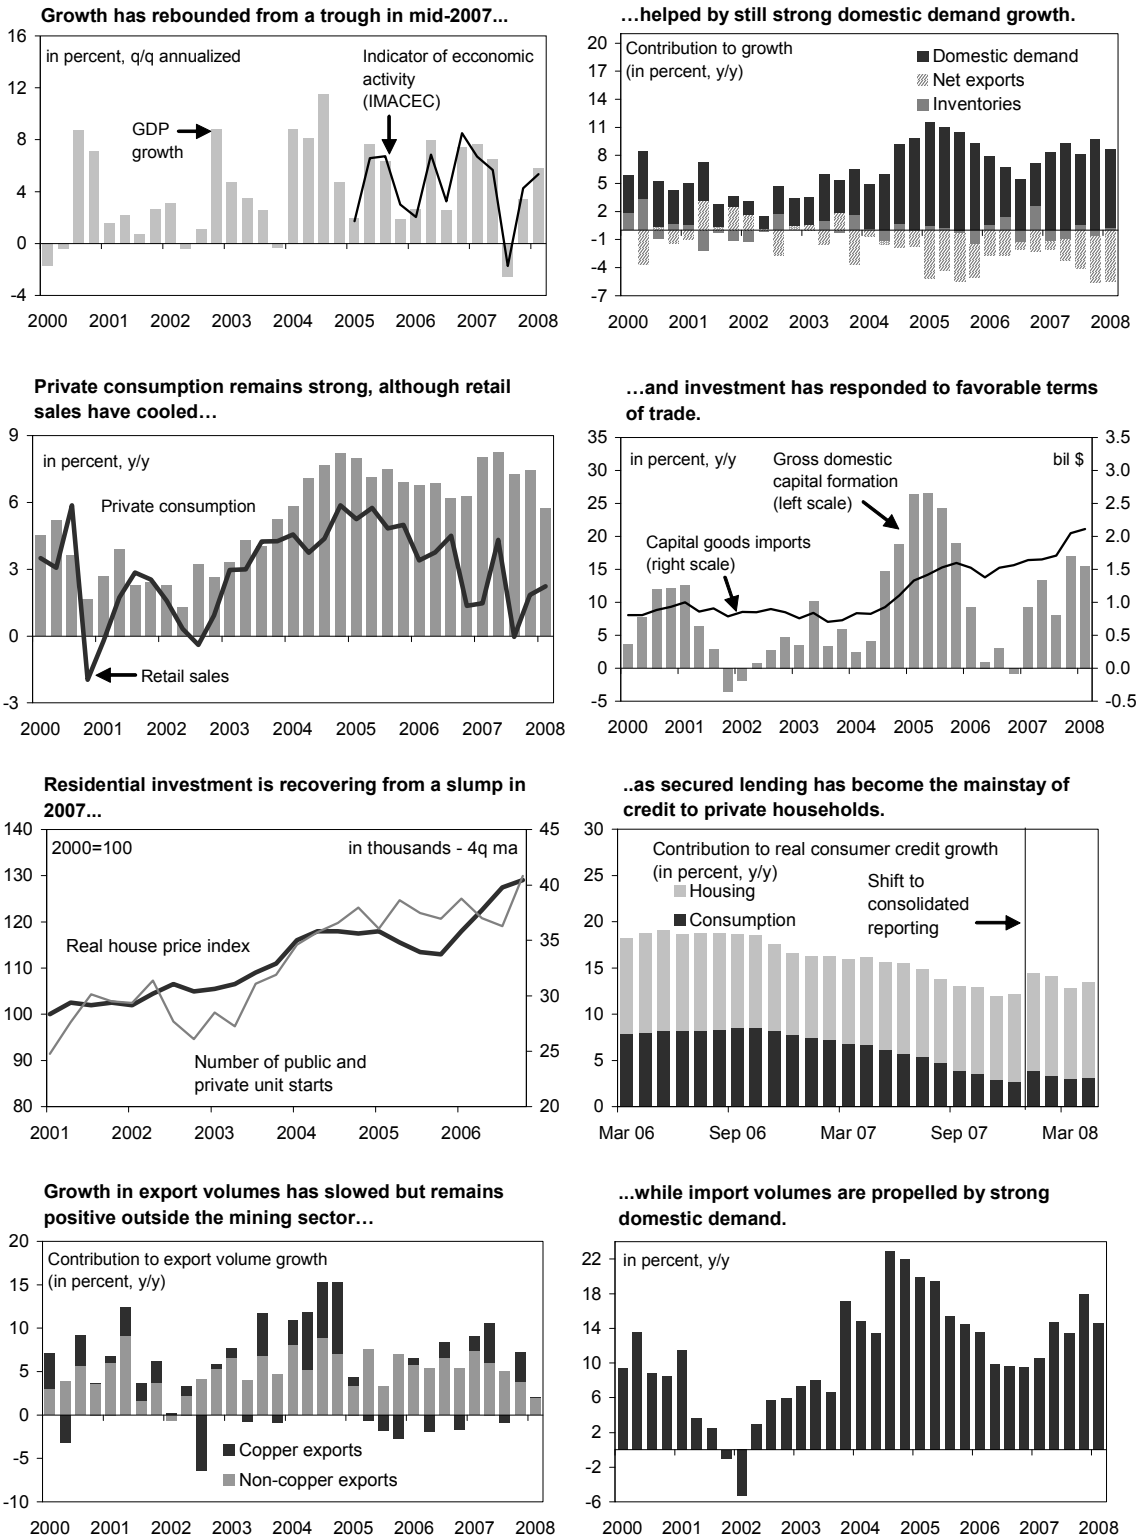 Growth has rebounded from a trough in mid-2007...
16
12
8
4
0
-4
in percent, q/q annualized
GDP
growth
Indicator of ecconomic
activity
(IMACEC)
2000 2001 2002 2003 2004 2005 2006 2007 2008
…helped by still strong domestic demand growth.
20
17
14
11
8
5
2
-1
-4
-7
Contribution to growth
(in percent, y/y)
Domestic demand
Net exports
Inventories
2000 2001 2002 2003 2004 2005 2006 2007 2008
Private consumption remains strong, although retail
sales have cooled…
9
6
3
0
-3
in percent, y/y
Private consumption
Retail sales
2000 2001 2002 2003 2004 2005 2006 2007 2008
…and investment has responded to favorable terms
of trade.
35
30
25
20
15
10
5
0
-5
in percent, y/y
Gross domestic
capital formation
(left scale)
bil $
Capital goods imports
(right scale)
3.5
3.0
2.5
2.0
1.5
1.0
0.5
0.0
-0.5
2000 2001 2002 2003 2004 2005 2006 2007 2008
Residential investment is recovering from a slump in
2007...
140
130
120
110
100
90
80
2000=100
in thousands - 4q ma
Real house price index
Number of public and
private unit starts
45
40
35
30
25
20
2001 2002 2003 2004 2005 2006
..as secured lending has become the mainstay of
credit to private households.
30
25
20
15
10
5
0
Contribution to real consumer credit growth
(in percent, y/y)
Housing
Consumption
Shift to
consolidated
reporting
Mar 06 Sep 06 Mar 07 Sep 07 Mar 08
Growth in export volumes has slowed but remains
positive outside the mining sector…
20
15
10
5
0
-5
-10
Contribution to export volume growth
(in percent, y/y)
Copper exports
Non-copper exports
2000 2001 2002 2003 2004 2005 2006 2007 2008
...while import volumes are propelled by strong
domestic demand.
22
18
14
10
6
2
-2
-6
in percent, y/y
2000 2001 2002 2003 2004 2005 2006 2007 2008